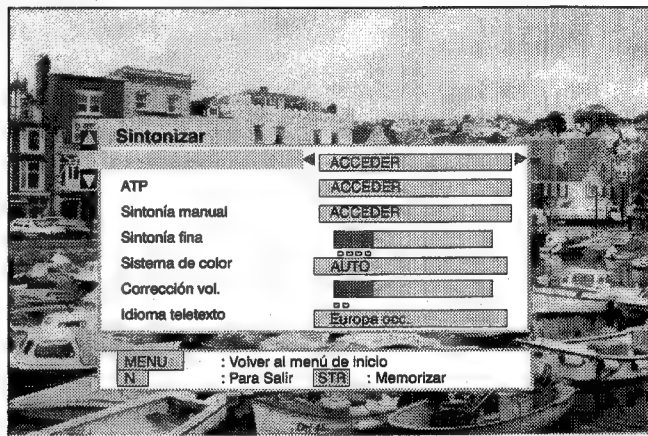 Sintonizar
ACCEDER
ATP ACCEDER
Sintonía manual ACCEDER
Sintonía fina
Sistema de color AUTO
Corrección vol.
Idioma teletexto Europa occ.
MENU : Volver al menú de inicio
N : Para Salir STR : Memorizar